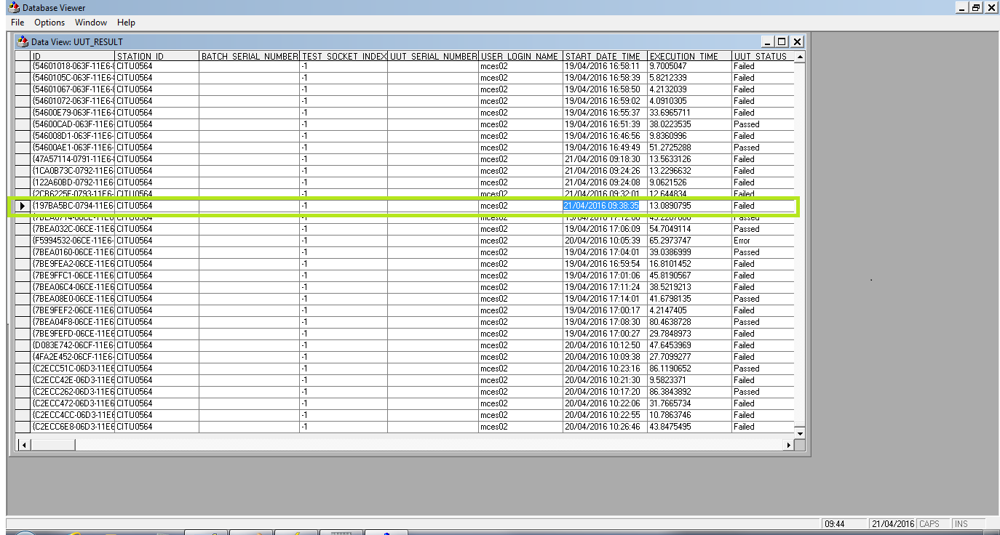 Database Viewer
File Options Window Help
Data View: UUT_RESULT
ID STATION_ID BATCH_SERIAL_NUMBER TEST_SOCKET_INDEX UUT_SERIAL_NUMBER USER_LOGIN_NAME START_DATE_TIME EXECUTION_TIME UUT_STATUS
{54601018-063F-11E6- CITU0564 -1 mces02 19/04/2016 16:58:11 9.7005047 Failed
{5460105C-063F-11E6- CITU0564 -1 mces02 19/04/2016 16:58:39 5.8212339 Failed
{54601067-063F-11E6- CITU0564 -1 mces02 19/04/2016 16:58:50 4.2132039 Failed
{54601072-063F-11E6- CITU0564 -1 mces02 19/04/2016 16:59:02 4.0910305 Failed
{54600E79-063F-11E6- CITU0564 -1 mces02 19/04/2016 16:55:37 33.6965711 Failed
{54600CAD-063F-11E6- CITU0564 -1 mces02 19/04/2016 16:51:39 38.0223535 Passed
{546008D1-063F-11E6- CITU0564 -1 mces02 19/04/2016 16:46:56 9.8360996 Failed
{54600AE1-063F-11E6- CITU0564 -1 mces02 19/04/2016 16:49:49 51.2725288 Passed
{47A57114-0791-11E6- CITU0564 -1 mces02 21/04/2016 09:18:30 13.5633126 Failed
{1CA0B73C-0792-11E6- CITU0564 -1 mces02 21/04/2016 09:24:26 13.2296632 Failed
{122A60BD-0792-11E6- CITU0564 -1 mces02 21/04/2016 09:24:08 9.0621526 Failed
{2CB6225F-0793-11E6- CITU0564 -1 mces02 21/04/2016 09:32:01 12.644834 Failed
{197BA5BC-0794-11E6 CITU0564 -1 mces02 21/04/2016 09:38:35 13.0890795 Failed
CITU0564 -1 mces02 Passed
{7BEA032C-06CE-11E6 CITU0564 -1 mces02 19/04/2016 17:06:09 54.7049114 Passed
{F5994532-06CE-11E6- CITU0564 -1 mces02 20/04/2016 10:05:39 65.2973747 Error
{7BEA0160-06CE-11E6 CITU0564 -1 mces02 19/04/2016 17:04:01 39.0386999 Passed
{7BE9FEA2-06CE-11E6 CITU0564 -1 mces02 19/04/2016 16:59:54 16.8101452 Failed
{7BE9FFC1-06CE-11E6 CITU0564 -1 mces02 19/04/2016 17:01:06 45.8190567 Failed
{7BEA06C4-06CE-11E6 CITU0564 -1 mces02 19/04/2016 17:11:24 38.5219213 Failed
{7BEA08E0-06CE-11E6 CITU0564 -1 mces02 19/04/2016 17:14:01 41.6798135 Passed
{7BE9FEF2-06CE-11E6 CITU0564 -1 mces02 19/04/2016 17:00:17 4.2147405 Failed
{7BEA04F8-06CE-11E6 CITU0564 -1 mces02 19/04/2016 17:08:30 80.4638728 Passed
{7BE9FEFD-06CE-11E6 CITU0564 -1 mces02 19/04/2016 17:00:27 29.7848973 Failed
{D083E742-06CF-11E6- CITU0564 -1 mces02 20/04/2016 10:12:50 47.6453969 Failed
{4FA2E452-06CF-11E6- CITU0564 -1 mces02 20/04/2016 10:09:38 27.7099277 Failed
{C2ECC51C-06D3-11E6 CITU0564 -1 mces02 20/04/2016 10:23:16 86.1190652 Passed
{C2ECC42E-06D3-11E6 CITU0564 -1 mces02 20/04/2016 10:21:30 9.5823371 Failed
{C2ECC262-06D3-11E6 CITU0564 -1 mces02 20/04/2016 10:17:20 86.3843892 Passed
{C2ECC472-06D3-11E6 CITU0564 -1 mces02 20/04/2016 10:22:06 31.7665734 Failed
{C2ECC4CC-06D3-11E6 CITU0564 -1 mces02 20/04/2016 10:22:55 10.7863746 Failed
{C2ECC6E8-06D3-11E6 CITU0564 -1 mces02 20/04/2016 10:26:46 43.8475495 Failed
09:44 21/04/2016 CAPS INS